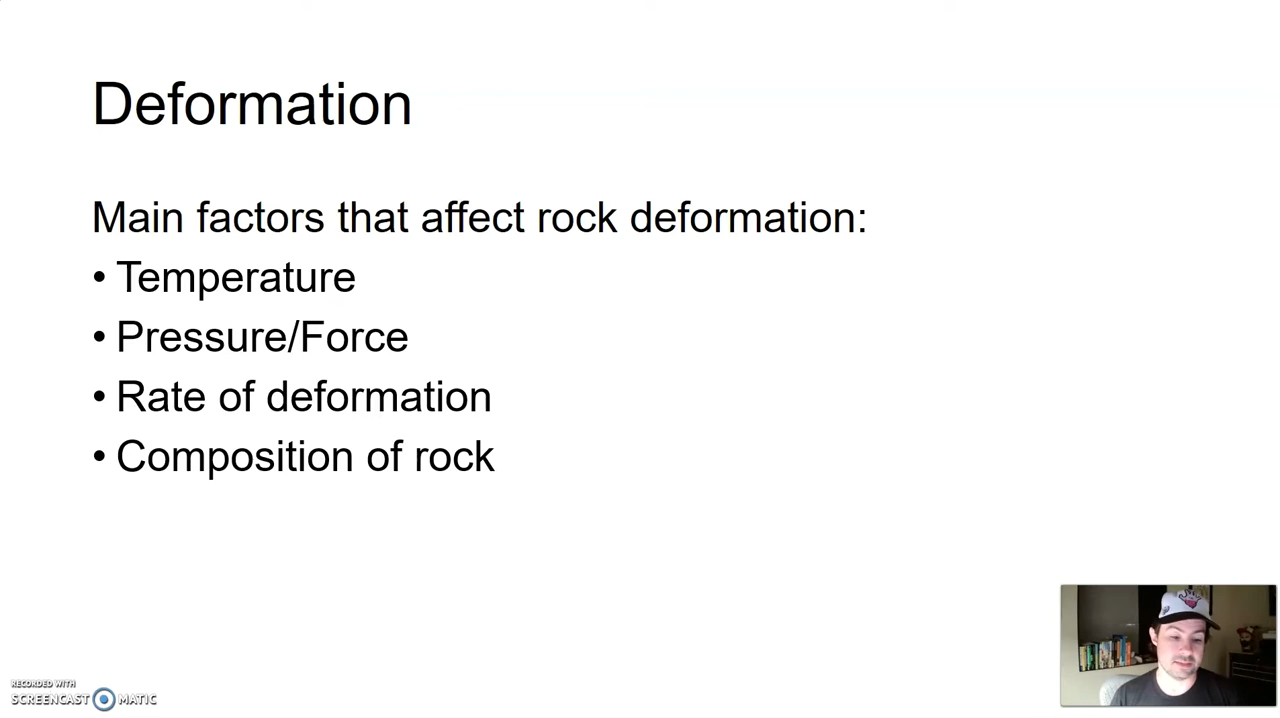 Deformation
Main factors that affect rock deformation:
• Temperature
• Pressure/Force
• Rate of deformation
• Composition of rock
RECORDED WITH
SCREENCAST MATIC